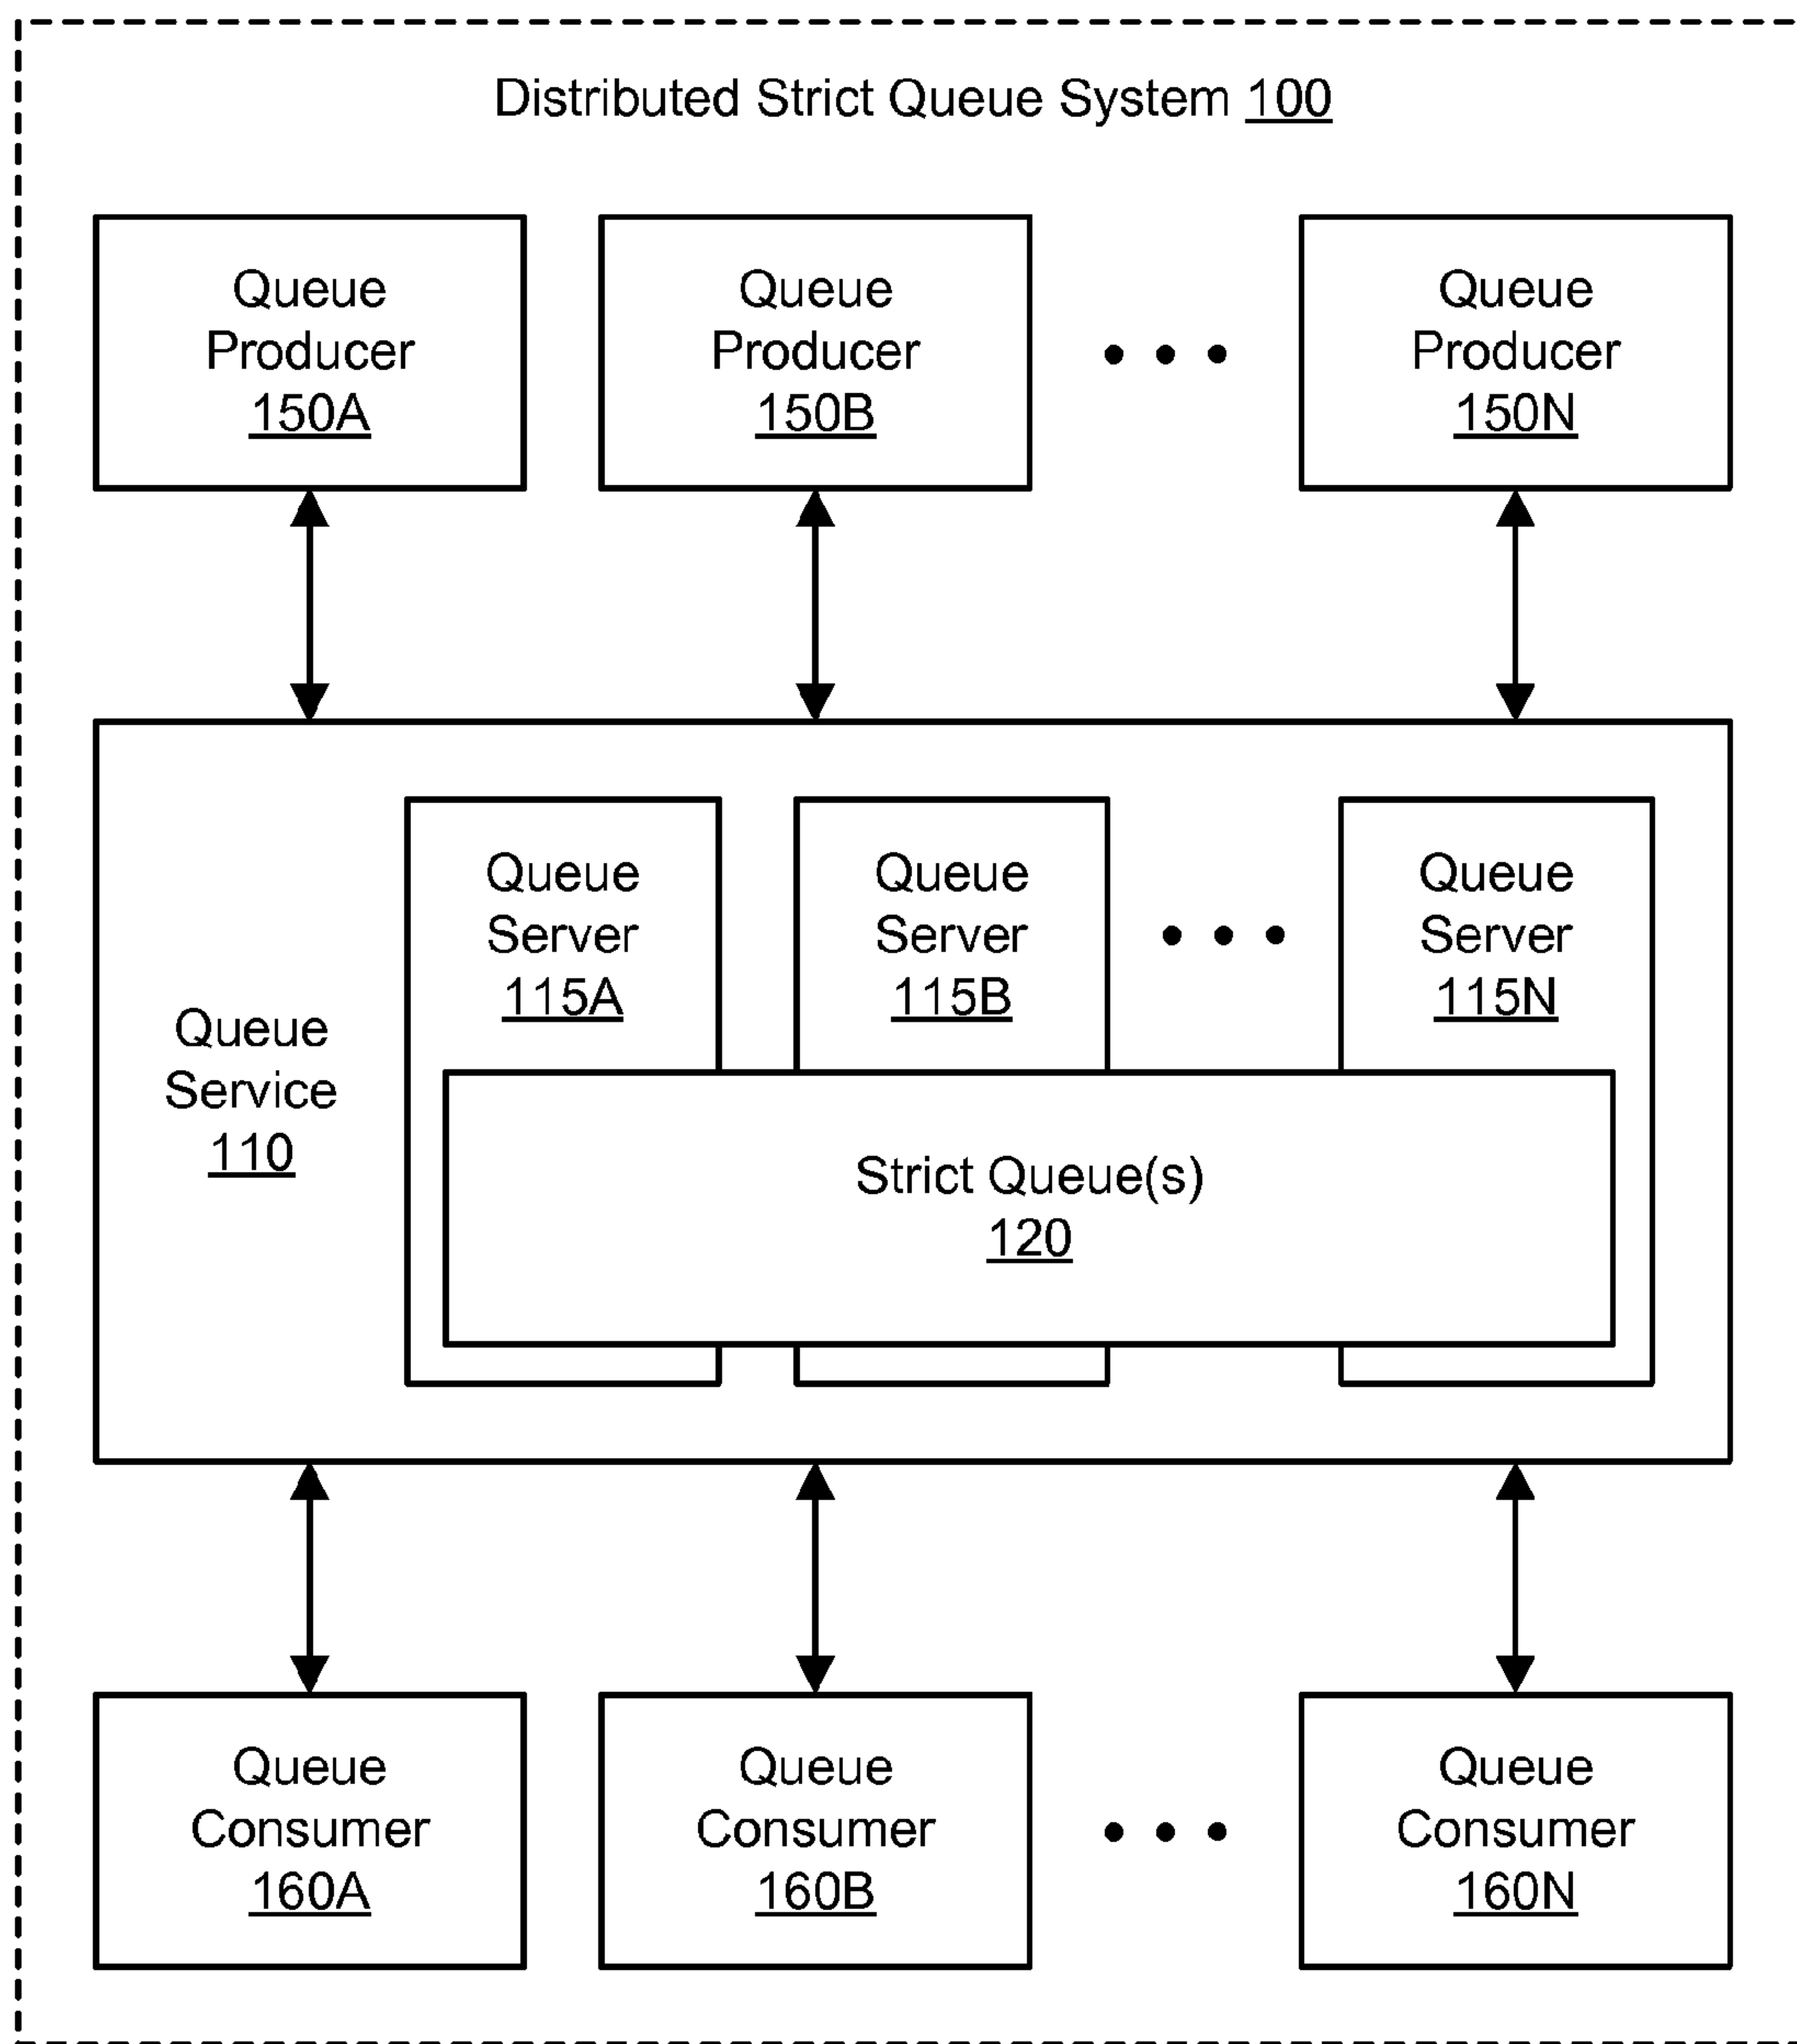 Distributed Strict Queue System 100
Queue
Producer
150A
Queue
Producer
150B
Queue
Producer
150N
Queue
Service
110
Queue
Server
115A
Queue
Server
115B
Queue
Server
115N
Strict Queue(s)
120
Queue
Consumer
160A
Queue
Consumer
160B
Queue
Consumer
160N